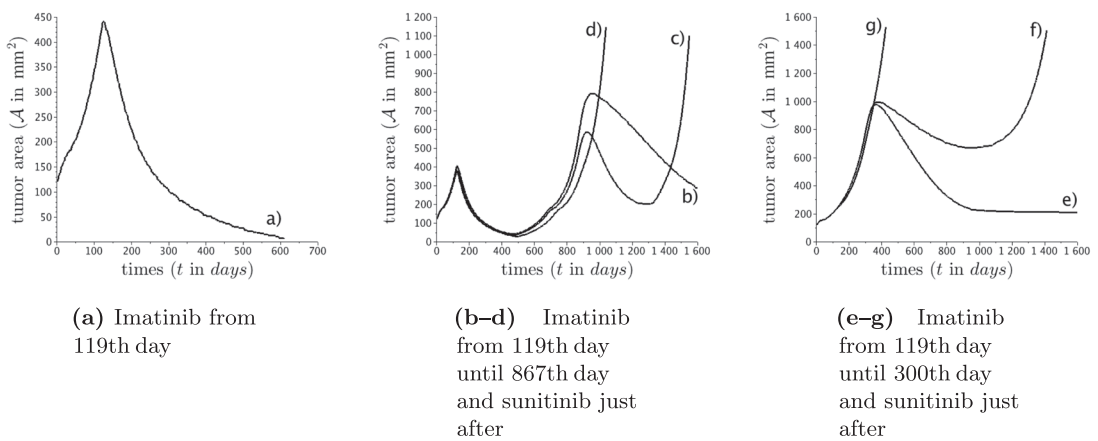 tumor area (𝒜 in mm²)
450
400
350
300
250
200
150
100
50
0
a)
0 100 200 300 400 500 600 700
times (t in days)
(a) Imatinib from
119th day
tumor area (𝒜 in mm²)
1 200
1 100
1 000
900
800
700
600
500
400
300
200
100
0
d)
c)
b)
0 200 400 600 800 1 000 1 200 1 400 1 600
times (t in days)
(b–d) Imatinib
from 119th day
until 867th day
and sunitinib just
after
tumor area (𝒜 in mm²)
1 600
1 400
1 200
1 000
800
600
400
200
0
g)
f)
e)
0 200 400 600 800 1 000 1 200 1 400 1 600
times (t in days)
(e–g) Imatinib
from 119th day
until 300th day
and sunitinib just
after